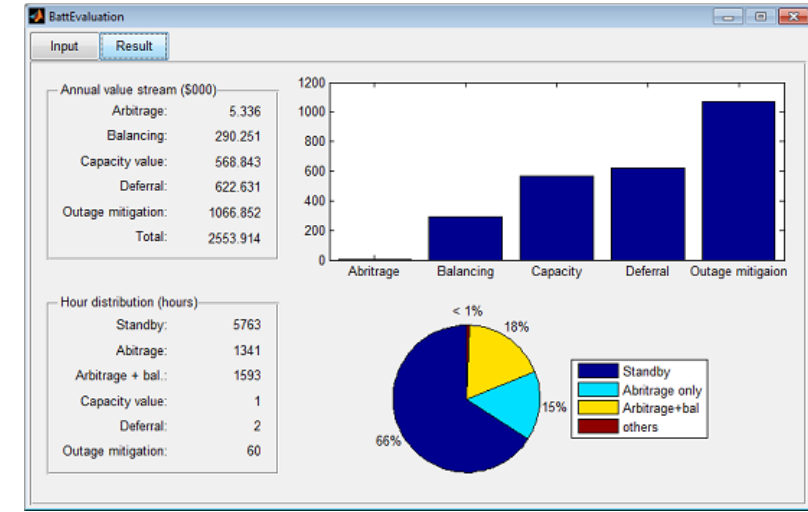 BattEvaluation
Input Result
Annual value stream ($000)
Arbitrage: 5.336
Balancing: 290.251
Capacity value: 568.843
Deferral: 622.631
Outage mitigation: 1066.852
Total: 2553.914
1200
1000
800
600
400
200
0
Abritrage Balancing Capacity Deferral Outage mitigaion
Hour distribution (hours)
Standby: 5763
Abitrage: 1341
Arbitrage + bal.: 1593
Capacity value: 1
Deferral: 2
Outage mitigation: 60
< 1%
18%
15%
66%
Standby
Abritrage only
Arbitrage+bal
others